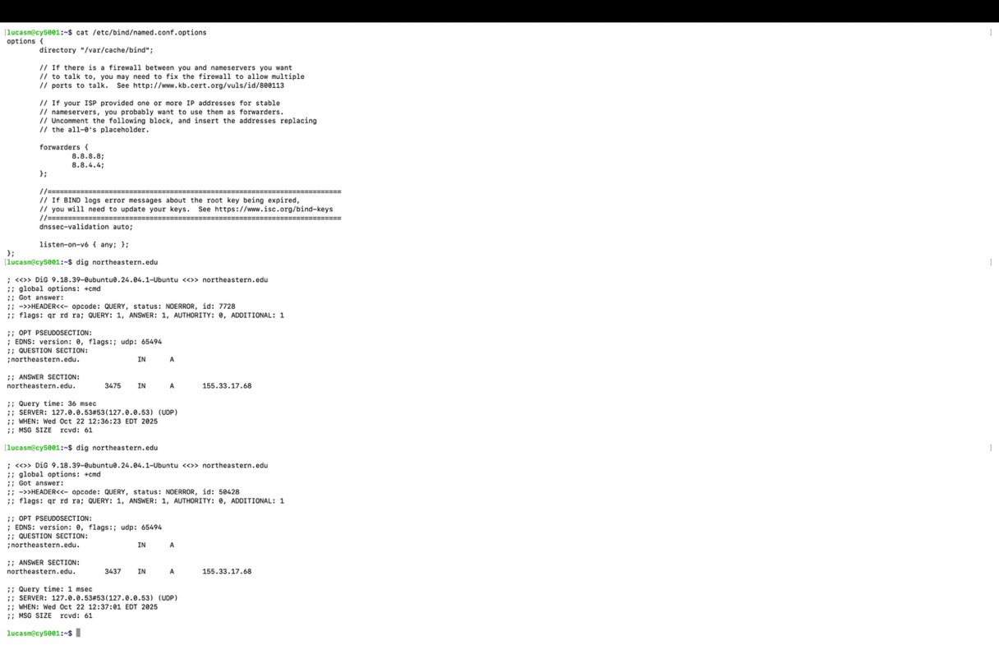 [lucasm@cy5001:~$ cat /etc/bind/named.conf.options ]
options {
        directory "/var/cache/bind";

        // If there is a firewall between you and nameservers you want
        // to talk to, you may need to fix the firewall to allow multiple
        // ports to talk.  See http://www.kb.cert.org/vuls/id/800113

        // If your ISP provided one or more IP addresses for stable
        // nameservers, you probably want to use them as forwarders.
        // Uncomment the following block, and insert the addresses replacing
        // the all-0's placeholder.

        forwarders {
                8.8.8.8;
                8.8.4.4;
        };

        //========================================================================
        // If BIND logs error messages about the root key being expired,
        // you will need to update your keys.  See https://www.isc.org/bind-keys
        //========================================================================
        dnssec-validation auto;

        listen-on-v6 { any; };
};
[lucasm@cy5001:~$ dig northeastern.edu ]

; <<>> DiG 9.18.39-0ubuntu0.24.04.1-Ubuntu <<>> northeastern.edu
;; global options: +cmd
;; Got answer:
;; ->>HEADER<<- opcode: QUERY, status: NOERROR, id: 7728
;; flags: qr rd ra; QUERY: 1, ANSWER: 1, AUTHORITY: 0, ADDITIONAL: 1

;; OPT PSEUDOSECTION:
; EDNS: version: 0, flags:; udp: 65494
;; QUESTION SECTION:
;northeastern.edu.              IN      A

;; ANSWER SECTION:
northeastern.edu.       3475    IN      A       155.33.17.68

;; Query time: 36 msec
;; SERVER: 127.0.0.53#53(127.0.0.53) (UDP)
;; WHEN: Wed Oct 22 12:36:23 EDT 2025
;; MSG SIZE  rcvd: 61

[lucasm@cy5001:~$ dig northeastern.edu ]

; <<>> DiG 9.18.39-0ubuntu0.24.04.1-Ubuntu <<>> northeastern.edu
;; global options: +cmd
;; Got answer:
;; ->>HEADER<<- opcode: QUERY, status: NOERROR, id: 50428
;; flags: qr rd ra; QUERY: 1, ANSWER: 1, AUTHORITY: 0, ADDITIONAL: 1

;; OPT PSEUDOSECTION:
; EDNS: version: 0, flags:; udp: 65494
;; QUESTION SECTION:
;northeastern.edu.              IN      A

;; ANSWER SECTION:
northeastern.edu.       3437    IN      A       155.33.17.68

;; Query time: 1 msec
;; SERVER: 127.0.0.53#53(127.0.0.53) (UDP)
;; WHEN: Wed Oct 22 12:37:01 EDT 2025
;; MSG SIZE  rcvd: 61

lucasm@cy5001:~$